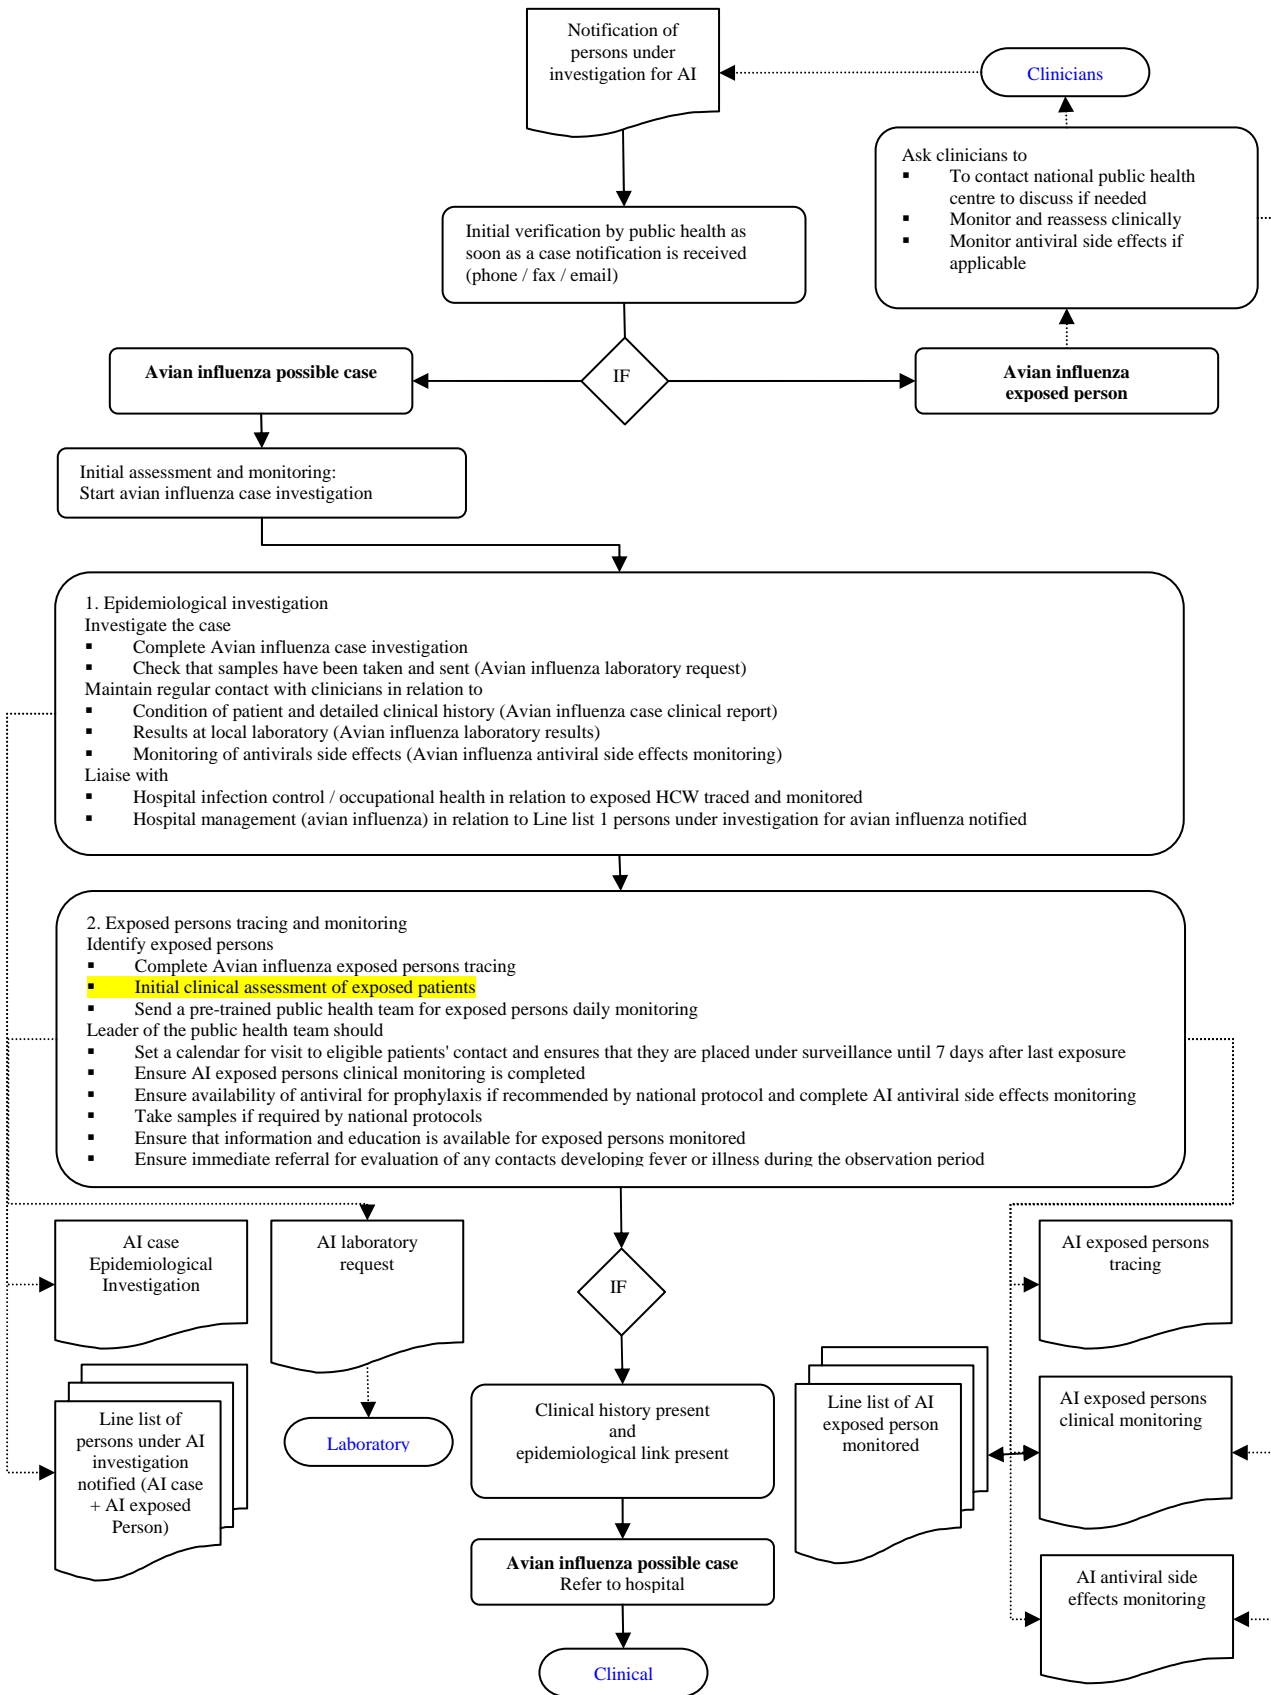 Notification of
persons under
investigation for AI
Clinicians
Ask clinicians to
▪ To contact national public health
centre to discuss if needed
▪ Monitor and reassess clinically
▪ Monitor antiviral side effects if
applicable
Initial verification by public health as
soon as a case notification is received
(phone / fax / email)
Avian influenza possible case
IF
Avian influenza
exposed person
Initial assessment and monitoring:
Start avian influenza case investigation
1. Epidemiological investigation
Investigate the case
▪ Complete Avian influenza case investigation
▪ Check that samples have been taken and sent (Avian influenza laboratory request)
Maintain regular contact with clinicians in relation to
▪ Condition of patient and detailed clinical history (Avian influenza case clinical report)
▪ Results at local laboratory (Avian influenza laboratory results)
▪ Monitoring of antivirals side effects (Avian influenza antiviral side effects monitoring)
Liaise with
▪ Hospital infection control / occupational health in relation to exposed HCW traced and monitored
▪ Hospital management (avian influenza) in relation to Line list 1 persons under investigation for avian influenza notified
2. Exposed persons tracing and monitoring
Identify exposed persons
▪ Complete Avian influenza exposed persons tracing
▪ Initial clinical assessment of exposed patients
▪ Send a pre-trained public health team for exposed persons daily monitoring
Leader of the public health team should
▪ Set a calendar for visit to eligible patients' contact and ensures that they are placed under surveillance until 7 days after last exposure
▪ Ensure AI exposed persons clinical monitoring is completed
▪ Ensure availability of antiviral for prophylaxis if recommended by national protocol and complete AI antiviral side effects monitoring
▪ Take samples if required by national protocols
▪ Ensure that information and education is available for exposed persons monitored
▪ Ensure immediate referral for evaluation of any contacts developing fever or illness during the observation period
AI case
Epidemiological
Investigation
AI laboratory
request
IF
AI exposed persons
tracing
Line list of
persons under AI
investigation
notified (AI case
+ AI exposed
Person)
Laboratory
Clinical history present
and
epidemiological link present
Line list of AI
exposed person
monitored
AI exposed persons
clinical monitoring
Avian influenza possible case
Refer to hospital
AI antiviral side
effects monitoring
Clinical